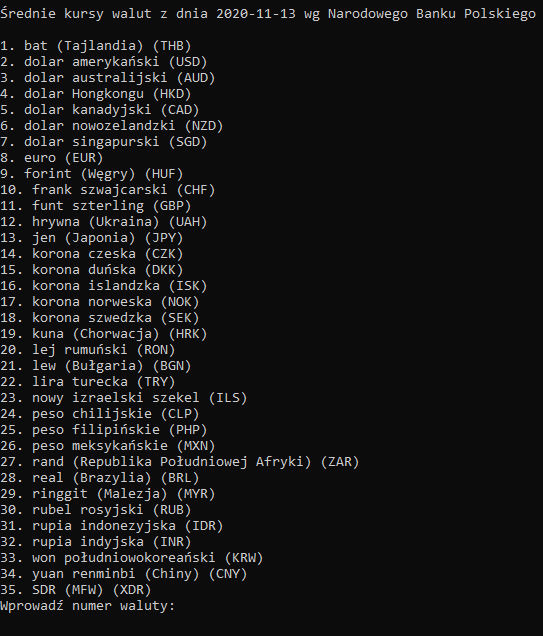 Średnie kursy walut z dnia 2020-11-13 wg Narodowego Banku Polskiego
1. bat (Tajlandia) (THB)
2. dolar amerykański (USD)
3. dolar australijski (AUD)
4. dolar Hongkongu (HKD)
5. dolar kanadyjski (CAD)
6. dolar nowozelandzki (NZD)
7. dolar singapurski (SGD)
8. euro (EUR)
9. forint (Węgry) (HUF)
10. frank szwajcarski (CHF)
11. funt szterling (GBP)
12. hrywna (Ukraina) (UAH)
13. jen (Japonia) (JPY)
14. korona czeska (CZK)
15. korona duńska (DKK)
16. korona islandzka (ISK)
17. korona norweska (NOK)
18. korona szwedzka (SEK)
19. kuna (Chorwacja) (HRK)
20. lej rumuński (RON)
21. lew (Bułgaria) (BGN)
22. lira turecka (TRY)
23. nowy izraelski szekel (ILS)
24. peso chilijskie (CLP)
25. peso filipińskie (PHP)
26. peso meksykańskie (MXN)
27. rand (Republika Południowej Afryki) (ZAR)
28. real (Brazylia) (BRL)
29. ringgit (Malezja) (MYR)
30. rubel rosyjski (RUB)
31. rupia indonezyjska (IDR)
32. rupia indyjska (INR)
33. won południowokoreański (KRW)
34. yuan renminbi (Chiny) (CNY)
35. SDR (MFW) (XDR)
Wprowadź numer waluty: